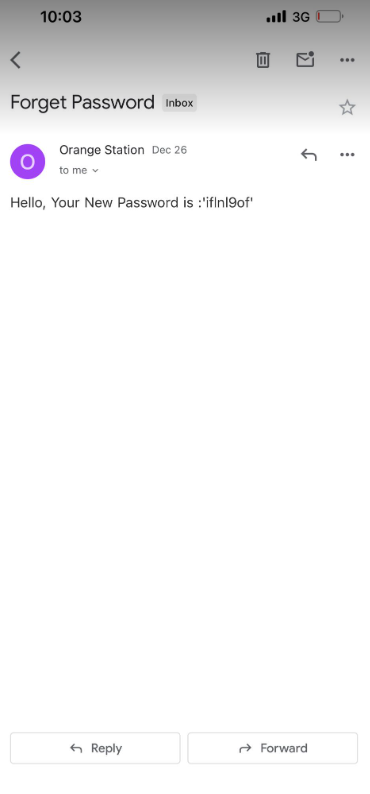 10:03
3G
Forget Password Inbox
O
Orange Station Dec 26
to me
Hello, Your New Password is :'iflnl9of'
Reply
Forward